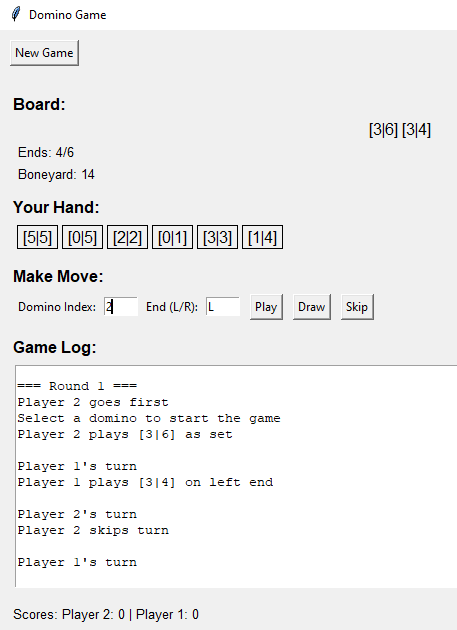 Domino Game
New Game
Board:
[3|6] [3|4]
Ends: 4/6
Boneyard: 14
Your Hand:
[5|5] [0|5] [2|2] [0|1] [3|3] [1|4]
Make Move:
Domino Index: 2 End (L/R): L Play Draw Skip
Game Log:
=== Round 1 ===
Player 2 goes first
Select a domino to start the game
Player 2 plays [3|6] as set
Player 1's turn
Player 1 plays [3|4] on left end
Player 2's turn
Player 2 skips turn
Player 1's turn
Scores: Player 2: 0 | Player 1: 0